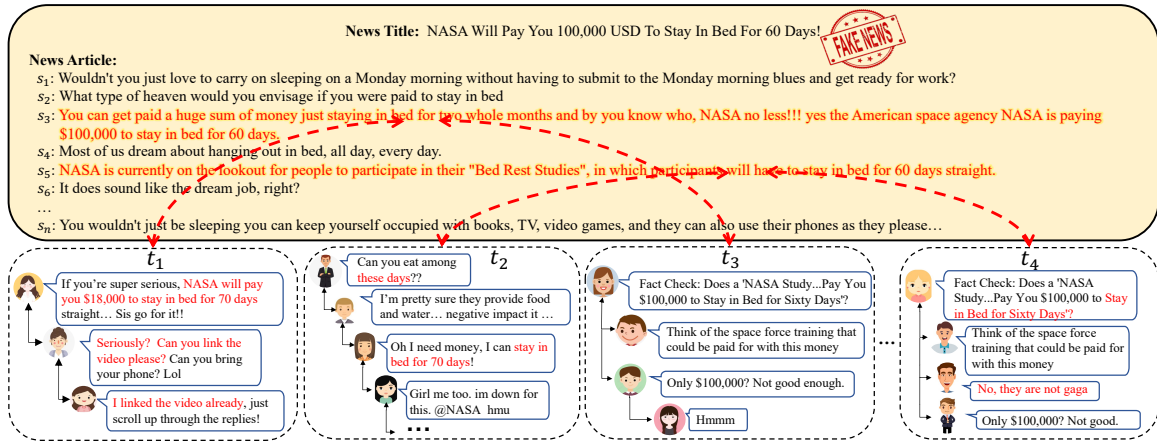 News Title: NASA Will Pay You 100,000 USD To Stay In Bed For 60 Days!
FAKE NEWS
News Article:
s1: Wouldn't you just love to carry on sleeping on a Monday morning without having to submit to the Monday morning blues and get ready for work?
s2: What type of heaven would you envisage if you were paid to stay in bed
s3: You can get paid a huge sum of money just staying in bed for two whole months and by you know who, NASA no less!!! yes the American space agency NASA is paying
$100,000 to stay in bed for 60 days.
s4: Most of us dream about hanging out in bed, all day, every day.
s5: NASA is currently on the lookout for people to participate in their "Bed Rest Studies", in which participants will have to stay in bed for 60 days straight.
s6: It does sound like the dream job, right?
…
sn: You wouldn't just be sleeping you can keep yourself occupied with books, TV, video games, and they can also use their phones as they please…
t1
If you're super serious, NASA will pay
you $18,000 to stay in bed for 70 days
straight… Sis go for it!!
Seriously? Can you link the
video please? Can you bring
your phone? Lol
I linked the video already, just
scroll up through the replies!
t2
Can you eat among
these days??
I'm pretty sure they provide food
and water… negative impact it …
Oh I need money, I can stay in
bed for 70 days!
Girl me too. im down for
this. @NASA hmu
…
t3
Fact Check: Does a 'NASA Study...Pay You
$100,000 to Stay in Bed for Sixty Days'?
Think of the space force training that
could be paid for with this money
Only $100,000? Not good enough.
Hmmm
…
t4
Fact Check: Does a 'NASA
Study...Pay You $100,000 to Stay
in Bed for Sixty Days'?
Think of the space force
training that could be paid for
with this money
No, they are not gaga
Only $100,000? Not good.